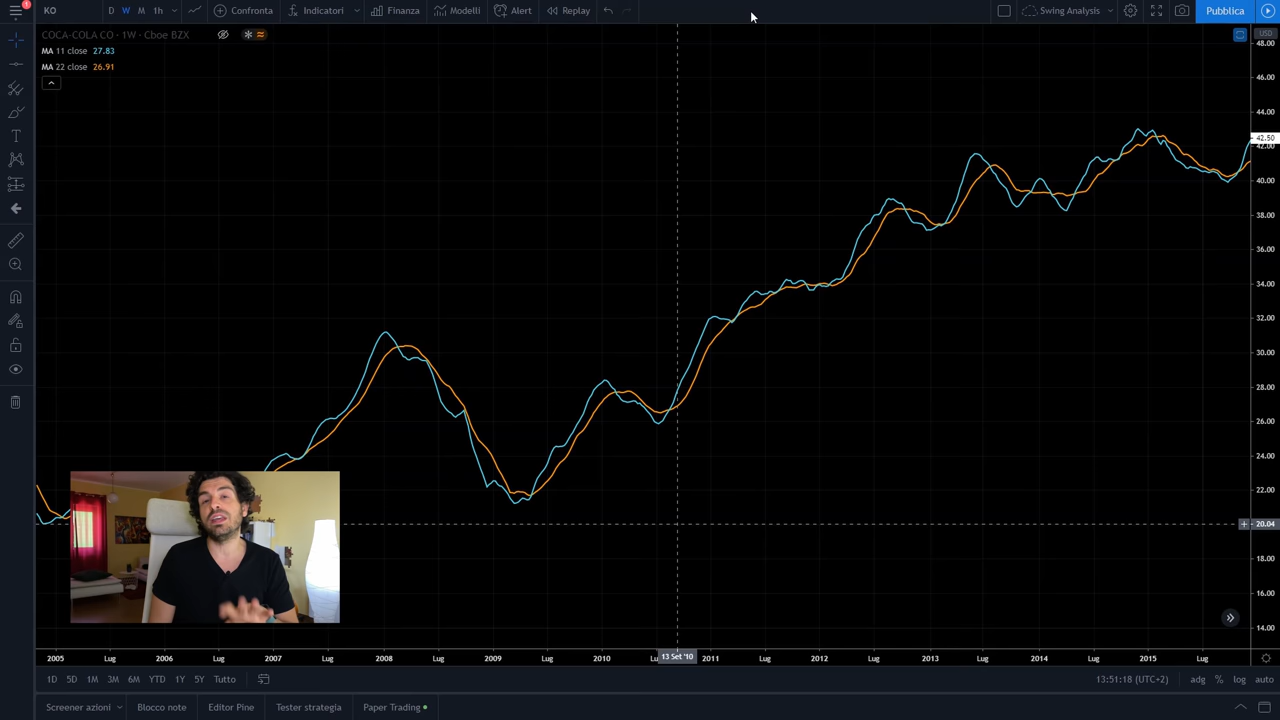 1
KO
D
W
M
1h
Confronta
Indicatori
Finanza
Modelli
Alert
Replay
Swing Analysis
Pubblica
COCA-COLA CO · 1W · Cboe BZX
USD
MA 11 close 27.83
MA 22 close 26.91
48.00
46.00
44.00
42.50
42.00
40.00
38.00
36.00
34.00
32.00
30.00
28.00
26.00
24.00
22.00
20.04
18.00
16.00
14.00
2005
Lug
2006
Lug
2007
Lug
2008
Lug
2009
Lug
2010
13 Set '10
2011
Lug
2012
Lug
2013
Lug
2014
Lug
2015
Lug
1D 5D 1M 3M 6M YTD 1Y 5Y Tutto
13:51:18 (UTC+2)
adg % log auto
Screener azioni
Blocco note
Editor Pine
Tester strategia
Paper Trading